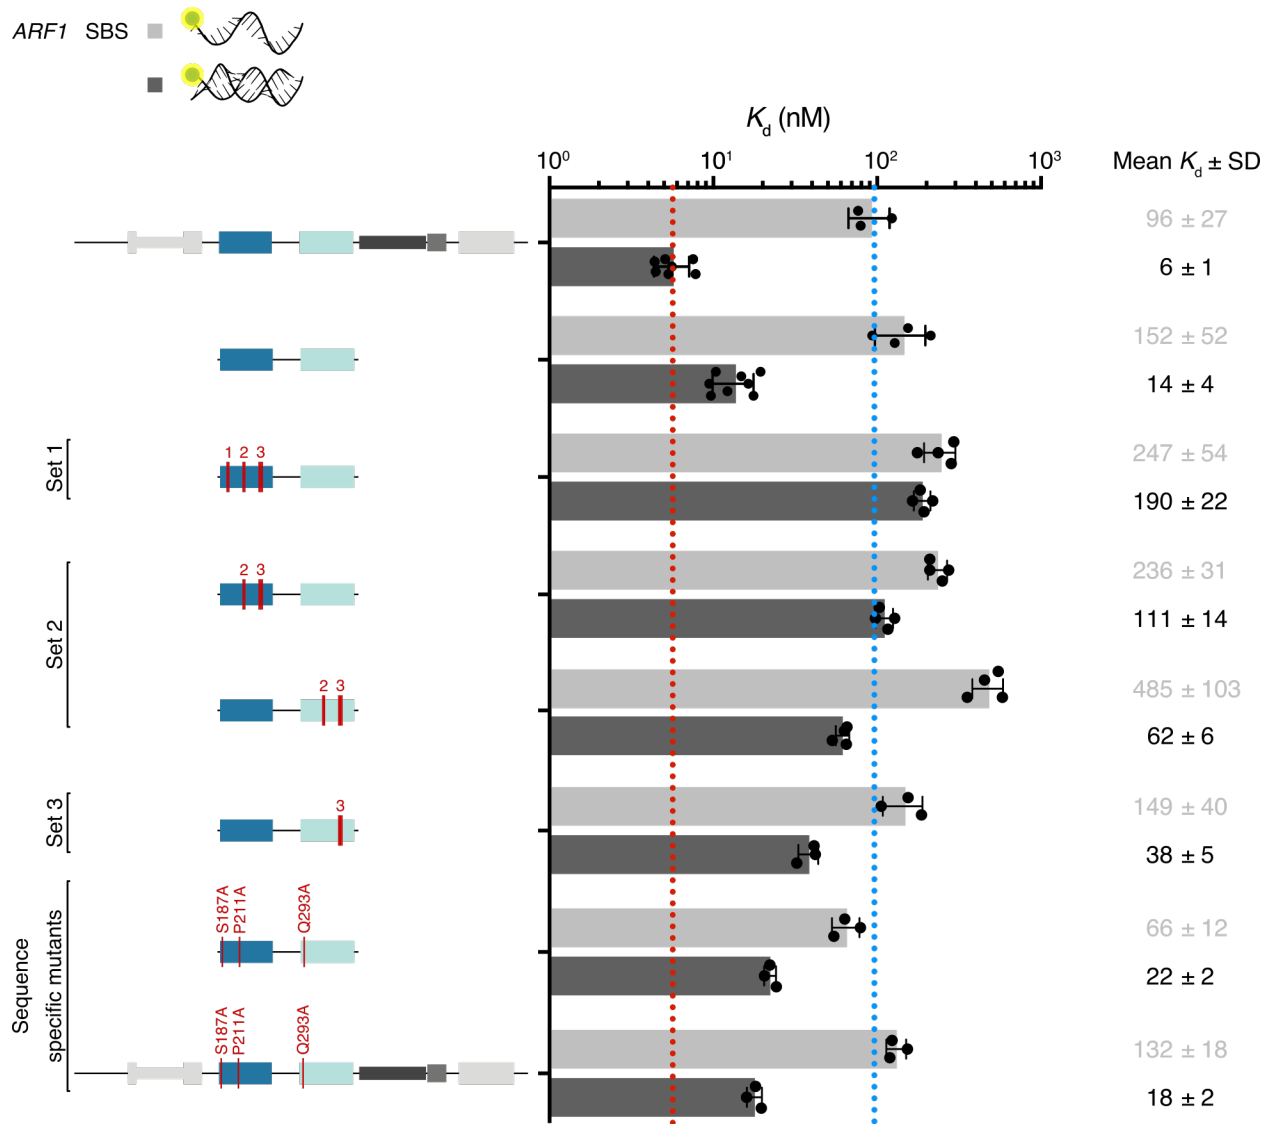 ARF1 SBS
K_d (nM)
10⁰ 10¹ 10² 10³ Mean K_d ± SD
96 ± 27
6 ± 1
152 ± 52
14 ± 4
Set 1
1 2 3
247 ± 54
190 ± 22
Set 2
2 3
236 ± 31
111 ± 14
2 3
485 ± 103
62 ± 6
Set 3
3
149 ± 40
38 ± 5
Sequence
specific mutants
S187A P211A Q293A
66 ± 12
22 ± 2
S187A P211A Q293A
132 ± 18
18 ± 2